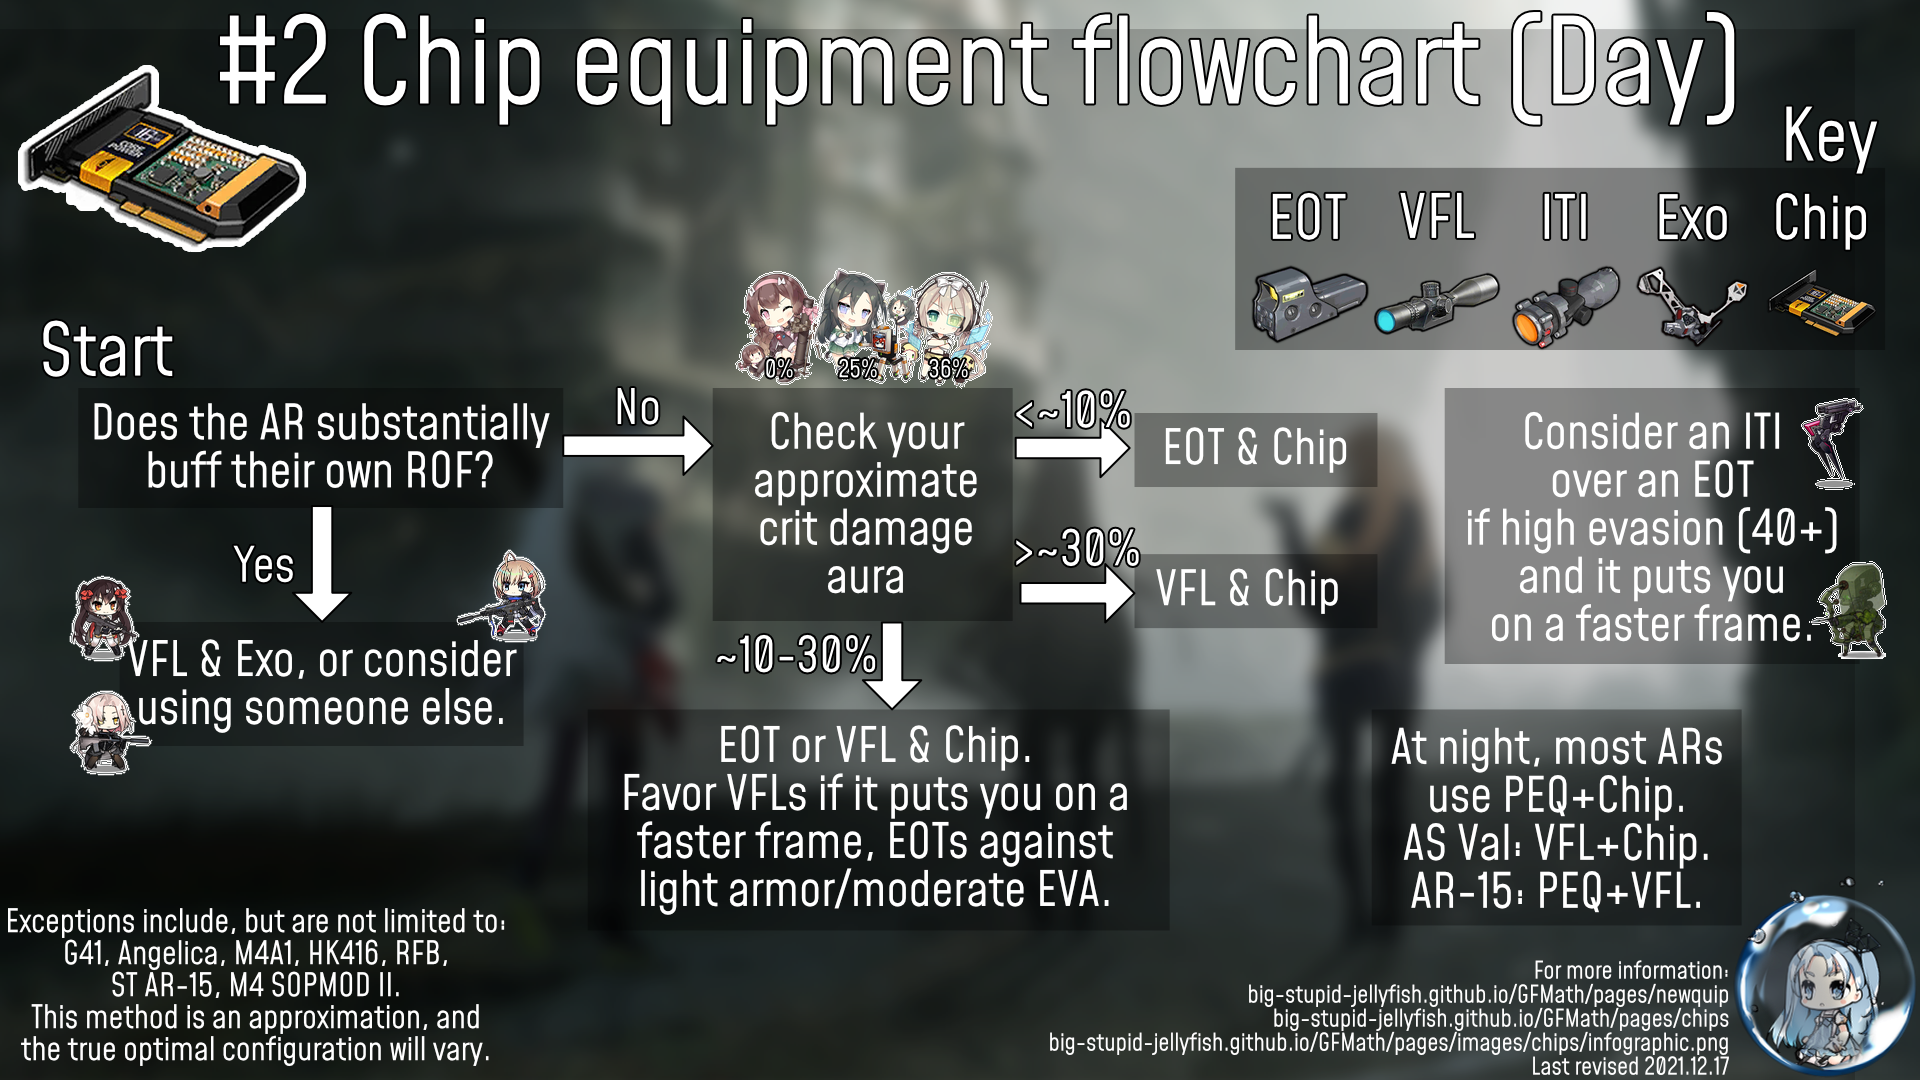 #2 Chip equipment flowchart (Day)
16
CORE
POWER
Key
EOT VFL ITI Exo Chip
Start
Does the AR substantially
buff their own ROF?
No
Yes
VFL & Exo, or consider
using someone else.
0% 25% 36%
Check your
approximate
crit damage
aura
<~10%
EOT & Chip
>~30%
VFL & Chip
~10-30%
EOT or VFL & Chip.
Favor VFLs if it puts you on a
faster frame, EOTs against
light armor/moderate EVA.
Consider an ITI
over an EOT
if high evasion (40+)
and it puts you
on a faster frame.
At night, most ARs
use PEQ+Chip.
AS Val: VFL+Chip.
AR-15: PEQ+VFL.
Exceptions include, but are not limited to:
G41, Angelica, M4A1, HK416, RFB,
ST AR-15, M4 SOPMOD II.
This method is an approximation, and
the true optimal configuration will vary.
For more information:
big-stupid-jellyfish.github.io/GFMath/pages/newquip
big-stupid-jellyfish.github.io/GFMath/pages/chips
big-stupid-jellyfish.github.io/GFMath/pages/images/chips/infographic.png
Last revised 2021.12.17